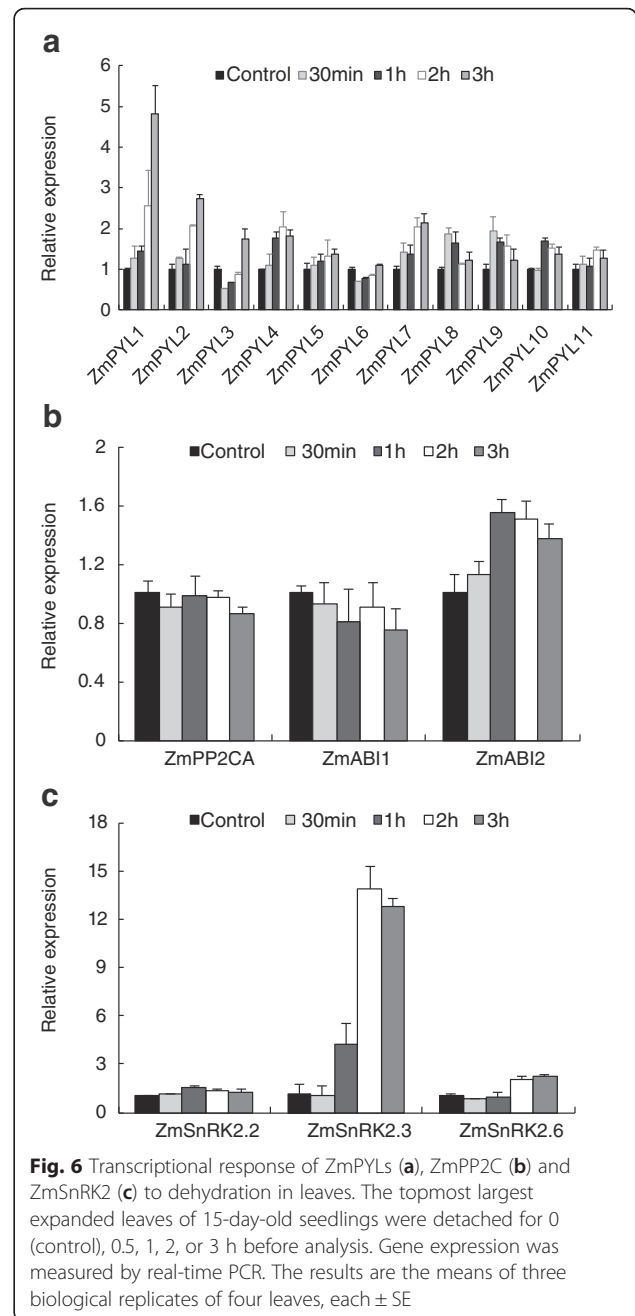 a
6
5
4
3
2
1
0
Relative expression
Control 30min 1h 2h 3h
ZmPYL1 ZmPYL2 ZmPYL3 ZmPYL4 ZmPYL5 ZmPYL6 ZmPYL7 ZmPYL8 ZmPYL9 ZmPYL10 ZmPYL11
b
2
1.6
1.2
0.8
0.4
0
Relative expression
Control 30min 1h 2h 3h
ZmPP2CA ZmABI1 ZmABI2
c
18
15
12
9
6
3
0
Relative expression
Control 30min 1h 2h 3h
ZmSnRK2.2 ZmSnRK2.3 ZmSnRK2.6
Fig. 6 Transcriptional response of ZmPYLs (a), ZmPP2C (b) and
ZmSnRK2 (c) to dehydration in leaves. The topmost largest
expanded leaves of 15-day-old seedlings were detached for 0
(control), 0.5, 1, 2, or 3 h before analysis. Gene expression was
measured by real-time PCR. The results are the means of three
biological replicates of four leaves, each ± SE